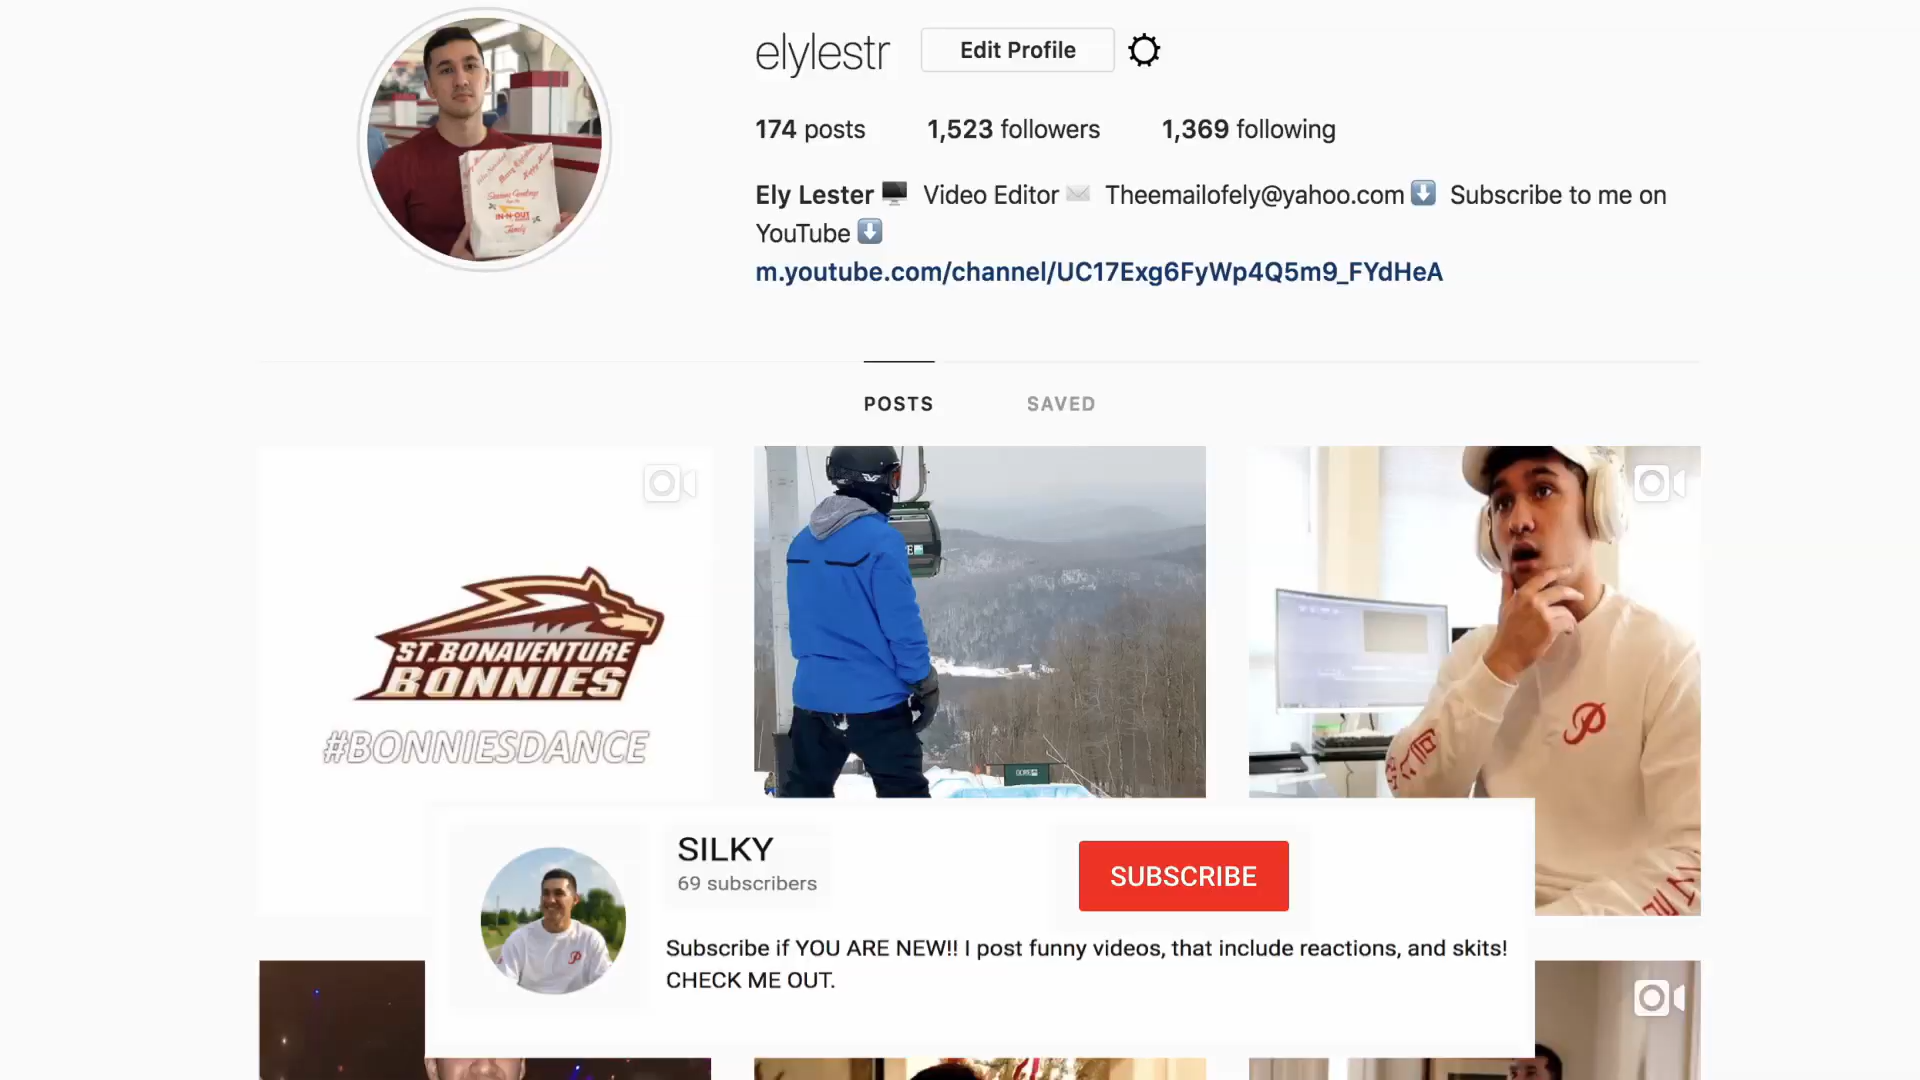 elylestr Edit Profile
174 posts 1,523 followers 1,369 following
Ely Lester Video Editor Theemailofely@yahoo.com Subscribe to me on
YouTube
m.youtube.com/channel/UC17Exg6FyWp4Q5m9_FYdHeA
POSTS SAVED
ST.BONAVENTURE
BONNIES
#BONNIESDANCE
SILKY
69 subscribers
SUBSCRIBE
Subscribe if YOU ARE NEW!! I post funny videos, that include reactions, and skits!
CHECK ME OUT.
IN-N-OUT